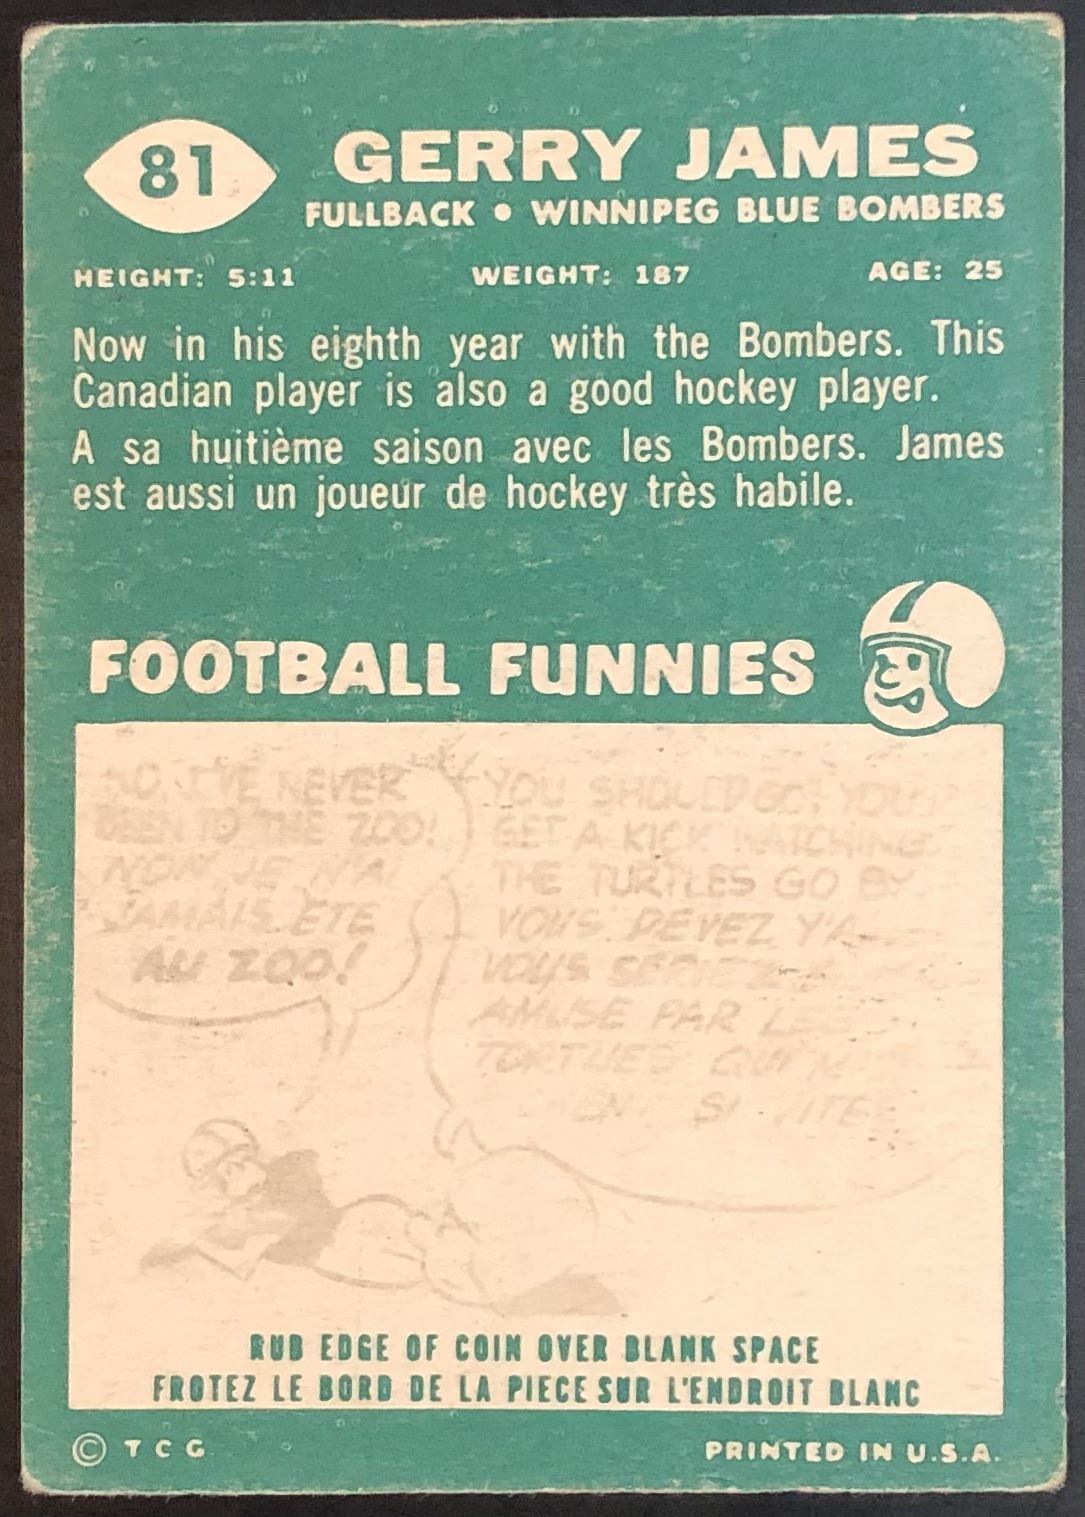 81
GERRY JAMES
FULLBACK • WINNIPEG BLUE BOMBERS
HEIGHT: 5:11 WEIGHT: 187 AGE: 25
Now in his eighth year with the Bombers. This
Canadian player is also a good hockey player.
A sa huitième saison avec les Bombers. James
est aussi un joueur de hockey très habile.
FOOTBALL FUNNIES
NO, I'VE NEVER
BEEN TO THE ZOO!
NON, JE N'AI
JAMAIS ETE
AU ZOO!
YOU SHOULD GO! YOU'D
GET A KICK WATCHING
THE TURTLES GO BY
VOUS DEVEZ Y
VOUS SERIEZ
AMUSE PAR LES
TORTUES QUI
SI VITE
RUB EDGE OF COIN OVER BLANK SPACE
FROTEZ LE BORD DE LA PIECE SUR L'ENDROIT BLANC
© T C G PRINTED IN U.S.A.